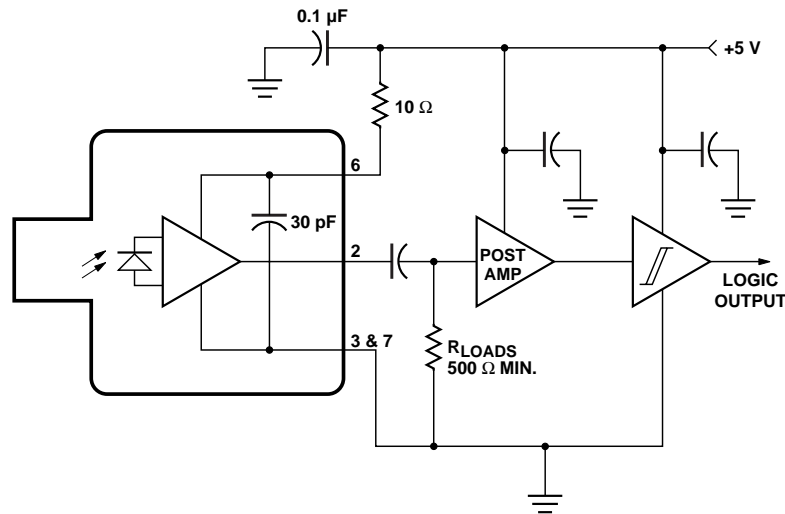 0.1 µF
+5 V
10 Ω
6
30 pF
2
POST
AMP
LOGIC
OUTPUT
3 & 7
RLOADS
500 Ω MIN.